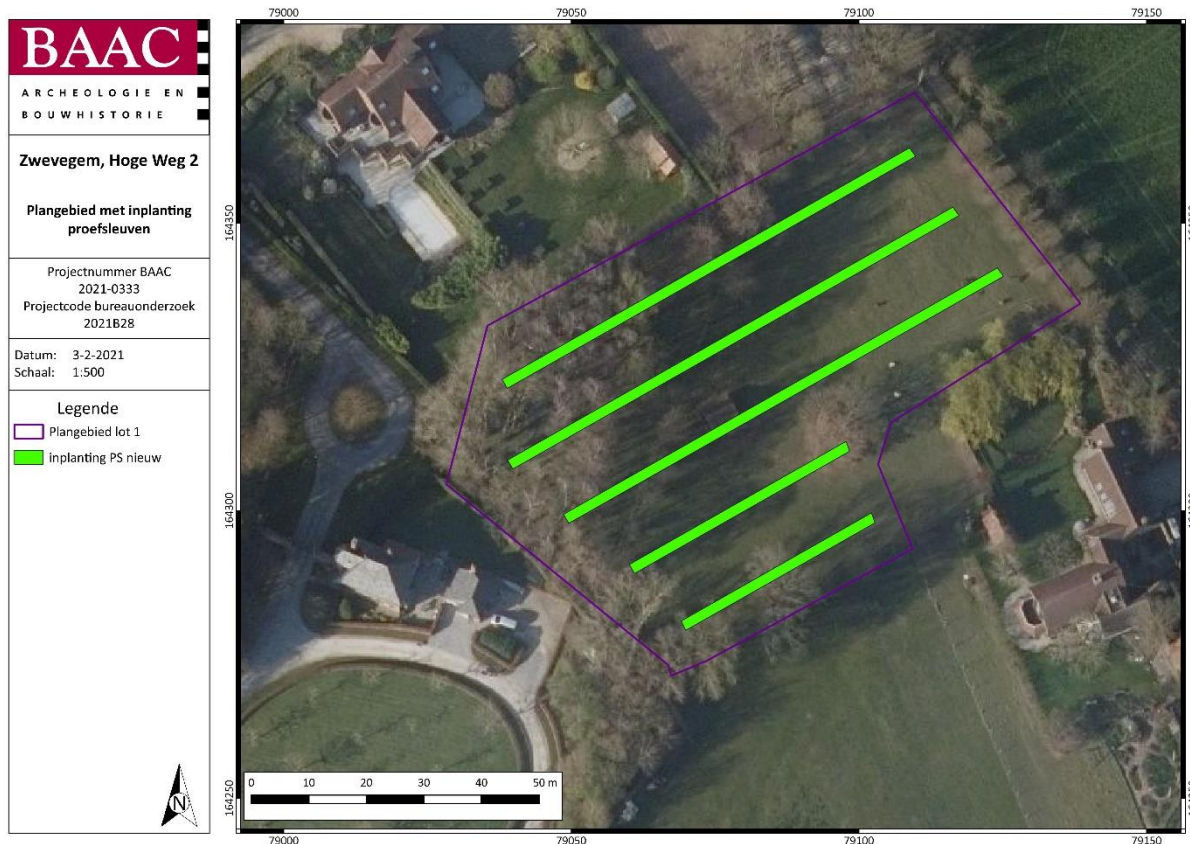 BAAC
ARCHEOLOGIE EN
BOUWHISTORIE
Zwevegem, Hoge Weg 2
Plangebied met inplanting
proefsleuven
Projectnummer BAAC
2021-0333
Projectcode bureauonderzoek
2021B28
Datum: 3-2-2021
Schaal: 1:500
Legende
Plangebied lot 1
inplanting PS nieuw
N
79000 79050 79100 79150
164350
164300
164250
0 10 20 30 40 50 m
79000 79050 79100 79150